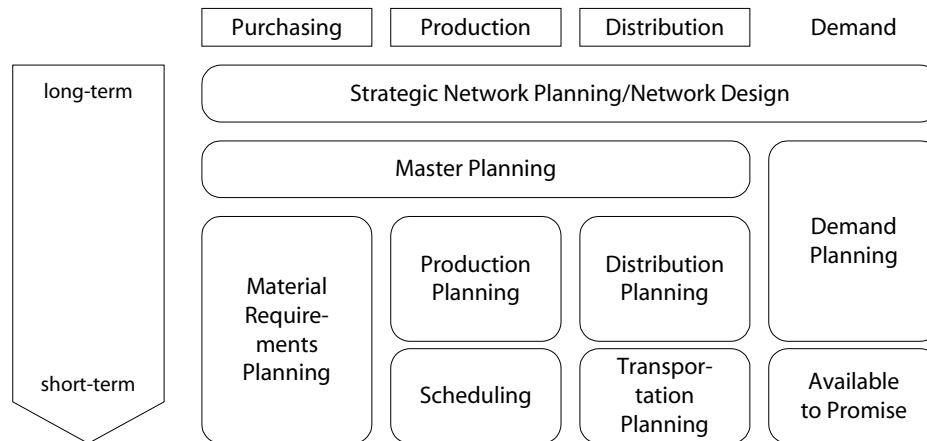 Purchasing
Production
Distribution
Demand
long-term
Strategic Network Planning/Network Design
Master Planning
Demand
Planning
Production
Planning
Distribution
Planning
Material
Require-
ments
Planning
short-term
Scheduling
Transpor-
tation
Planning
Available
to Promise